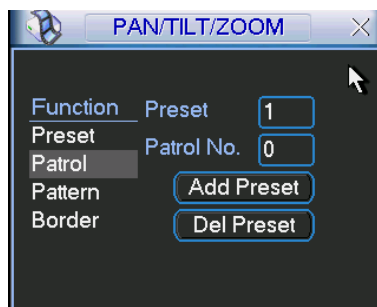 PAN/TILT/ZOOM
Function
Preset
Patrol
Pattern
Border
Preset 1
Patrol No. 0
Add Preset
Del Preset